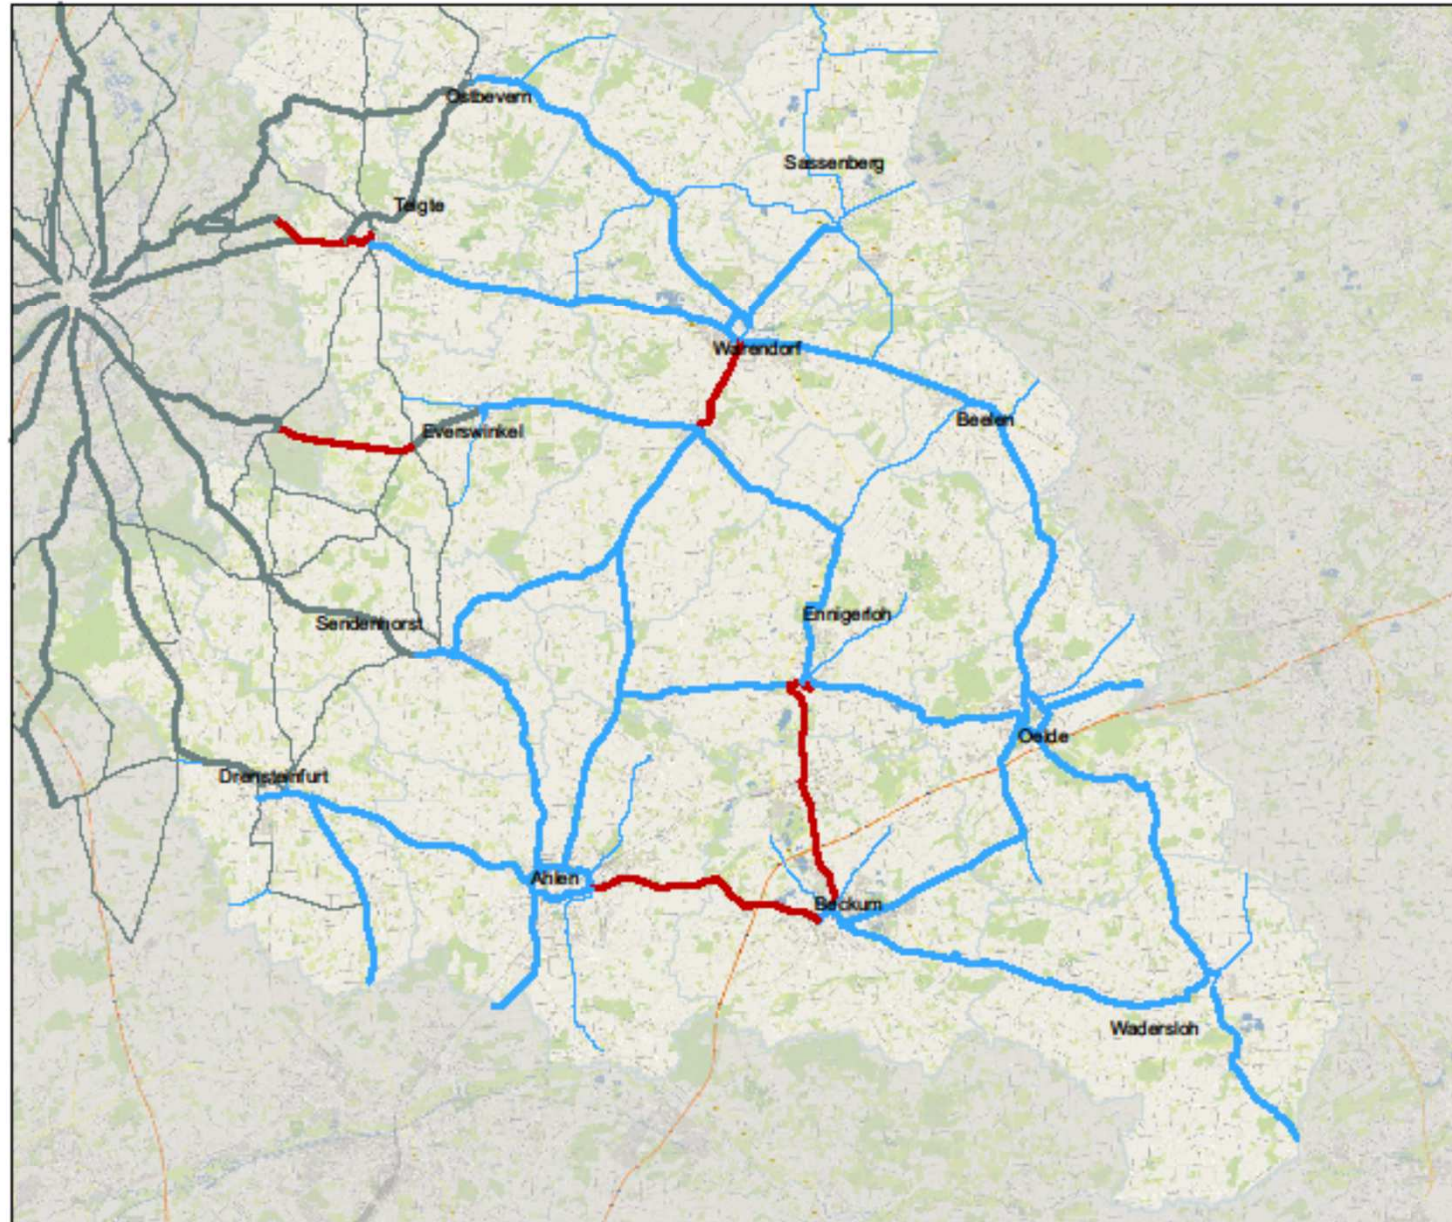 Ostbevern
Sassenberg
Telgte
Warendorf
Beelen
Everswinkel
Ennigerloh
Sendenhorst
Oelde
Drensteinfurt
Ahlen
Beckum
Wadersloh